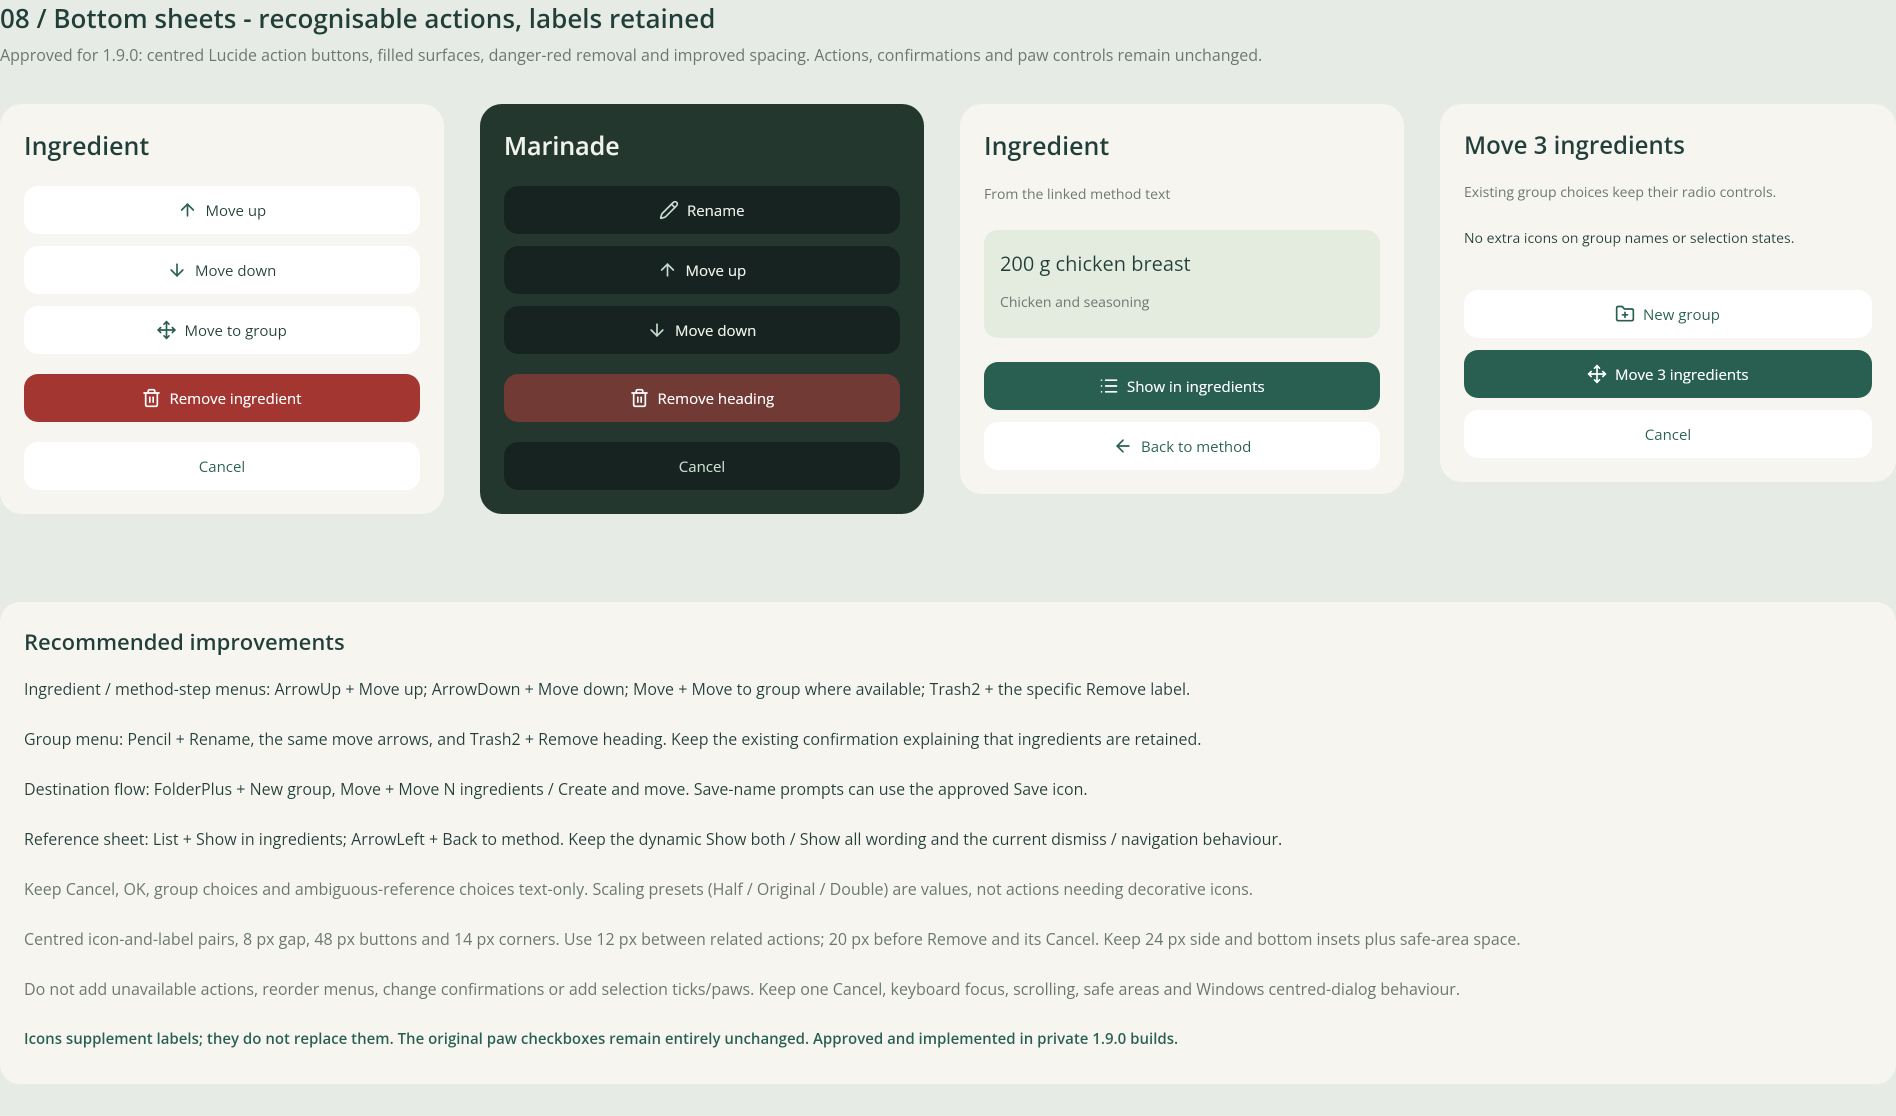 08 / Bottom sheets - recognisable actions, labels retained
Approved for 1.9.0: centred Lucide action buttons, filled surfaces, danger-red removal and improved spacing. Actions, confirmations and paw controls remain unchanged.
Ingredient
Move up
Move down
Move to group
Remove ingredient
Cancel
Marinade
Rename
Move up
Move down
Remove heading
Cancel
Ingredient
From the linked method text
200 g chicken breast
Chicken and seasoning
Show in ingredients
Back to method
Move 3 ingredients
Existing group choices keep their radio controls.
No extra icons on group names or selection states.
New group
Move 3 ingredients
Cancel
Recommended improvements
Ingredient / method-step menus: ArrowUp + Move up; ArrowDown + Move down; Move + Move to group where available; Trash2 + the specific Remove label.
Group menu: Pencil + Rename, the same move arrows, and Trash2 + Remove heading. Keep the existing confirmation explaining that ingredients are retained.
Destination flow: FolderPlus + New group, Move + Move N ingredients / Create and move. Save-name prompts can use the approved Save icon.
Reference sheet: List + Show in ingredients; ArrowLeft + Back to method. Keep the dynamic Show both / Show all wording and the current dismiss / navigation behaviour.
Keep Cancel, OK, group choices and ambiguous-reference choices text-only. Scaling presets (Half / Original / Double) are values, not actions needing decorative icons.
Centred icon-and-label pairs, 8 px gap, 48 px buttons and 14 px corners. Use 12 px between related actions; 20 px before Remove and its Cancel. Keep 24 px side and bottom insets plus safe-area space.
Do not add unavailable actions, reorder menus, change confirmations or add selection ticks/paws. Keep one Cancel, keyboard focus, scrolling, safe areas and Windows centred-dialog behaviour.
Icons supplement labels; they do not replace them. The original paw checkboxes remain entirely unchanged. Approved and implemented in private 1.9.0 builds.